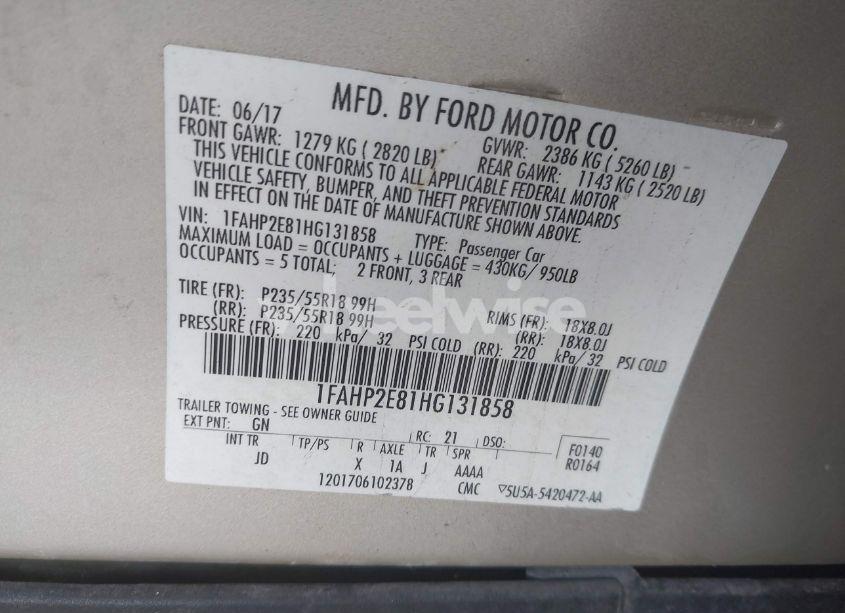 MFD. BY FORD MOTOR CO.
DATE: 06/17 GVWR: 2386 KG ( 5260 LB)
FRONT GAWR: 1279 KG ( 2820 LB) REAR GAWR: 1143 KG ( 2520 LB)
THIS VEHICLE CONFORMS TO ALL APPLICABLE FEDERAL MOTOR
VEHICLE SAFETY, BUMPER, AND THEFT PREVENTION STANDARDS
IN EFFECT ON THE DATE OF MANUFACTURE SHOWN ABOVE.
VIN: 1FAHP2E81HG131858 TYPE: Passenger Car
MAXIMUM LOAD = OCCUPANTS + LUGGAGE = 430KG/ 950LB
OCCUPANTS = 5 TOTAL; 2 FRONT, 3 REAR
wheelwise
TIRE (FR): P235/55R18 99H RIMS (FR): 18X8.0J
(RR): P235/55R18 99H (RR): 18X8.0J
PRESSURE (FR): 220 kPa/ 32 PSI COLD (RR): 220 kPa/ 32 PSI COLD
1FAHP2E81HG131858
TRAILER TOWING - SEE OWNER GUIDE
EXT PNT: GN RC: 21 DSO: F0140
INT TR TP/PS R AXLE TR SPR R0164
JD X 1A J AAAA
1201706102378 CMC 5U5A-5420472-AA